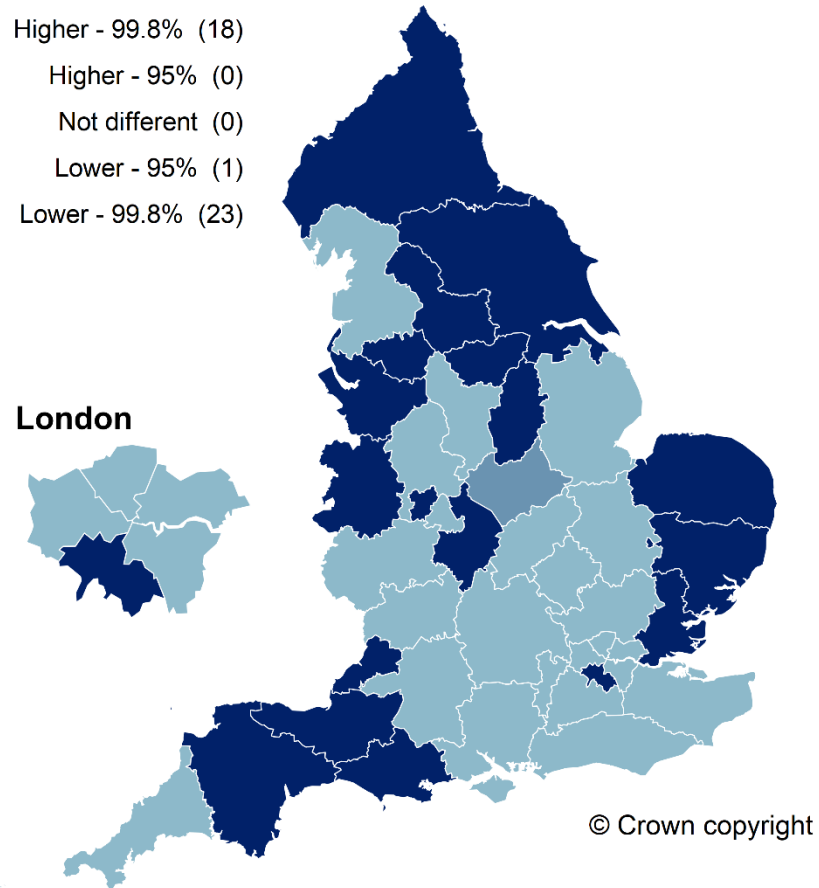 Higher - 99.8% (18)
Higher - 95% (0)
Not different (0)
Lower - 95% (1)
Lower - 99.8% (23)
London
© Crown copyright